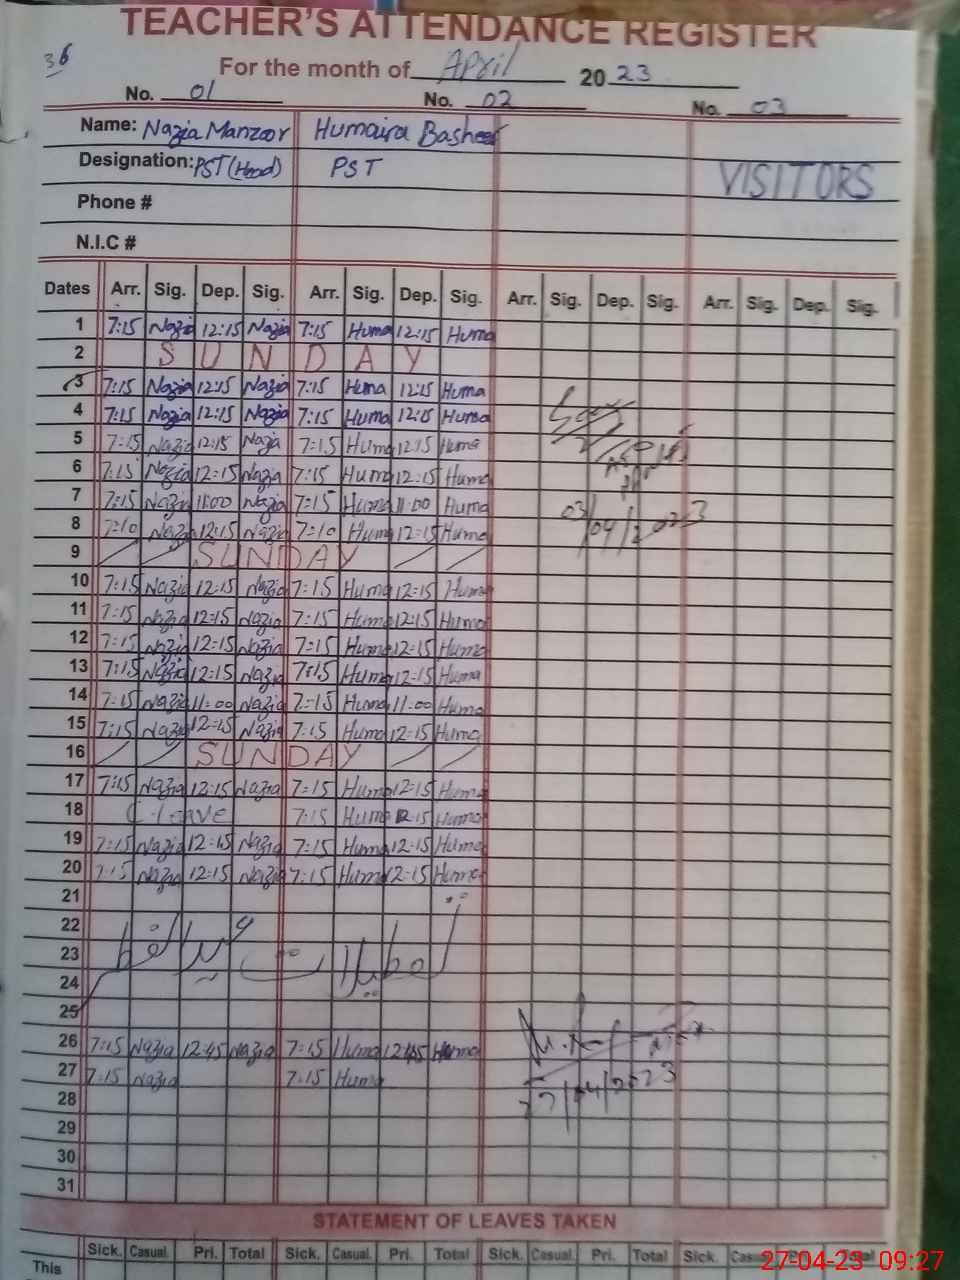 TEACHER'S ATTENDANCE REGISTER
36
For the month of April 2023
No. 01 No. 02 No. 03
Name: Nazia Manzoor Humaira Basheer
Designation: PST (Head) PST VISITORS
Phone #
N.I.C #
Dates Arr. Sig. Dep. Sig. Arr. Sig. Dep. Sig. Arr. Sig. Dep. Sig. Arr. Sig. Dep. Sig.
1 7:15 Nazia 12:15 Nazia 7:15 Huma 12:15 Huma
2 SUNDAY
3 7:15 Nazia 12:15 Nazia 7:15 Huma 12:15 Huma
4 7:15 Nazia 12:15 Nazia 7:15 Huma 12:15 Huma
5 7:15 Nazia 12:15 Nazia 7:15 Huma 12:15 Huma
6 7:15 Nazia 12:15 Nazia 7:15 Huma 12:15 Huma
7 7:15 Nazia 11:00 Nazia 7:15 Huma 11:00 Huma
03/04/2023
8 7:10 Nazia 12:15 Nazia 7:10 Huma 12:15 Huma
9 SUNDAY
10 7:15 Nazia 12:15 Nazia 7:15 Huma 12:15 Huma
11 7:15 Nazia 12:15 Nazia 7:15 Huma 12:15 Huma
12 7:15 Nazia 12:15 Nazia 7:15 Huma 12:15 Huma
13 7:15 Nazia 12:15 Nazia 7:15 Huma 12:15 Huma
14 7:15 Nazia 11:00 Nazia 7:15 Huma 11:00 Huma
15 7:15 Nazia 12:15 Nazia 7:15 Huma 12:15 Huma
16 SUNDAY
17 7:15 Nazia 12:15 Nazia 7:15 Huma 12:15 Huma
18 C-leave 7:15 Huma 12:15 Huma
19 7:15 Nazia 12:15 Nazia 7:15 Huma 12:15 Huma
20 7:15 Nazia 12:15 Nazia 7:15 Huma 12:15 Huma
21
22
23 تعطیلات عیدالفطر
24
25
26 7:15 Nazia 12:45 Nazia 7:15 Huma 12:45 Huma
27 7:15 Nazia 7:15 Huma
27/04/2023
28
29
30
31
STATEMENT OF LEAVES TAKEN
Sick. Casual. Pri. Total Sick. Casual. Pri. Total Sick. Casual. Pri. Total Sick. Casual. Pri. Total
This
27-04-23 09:27